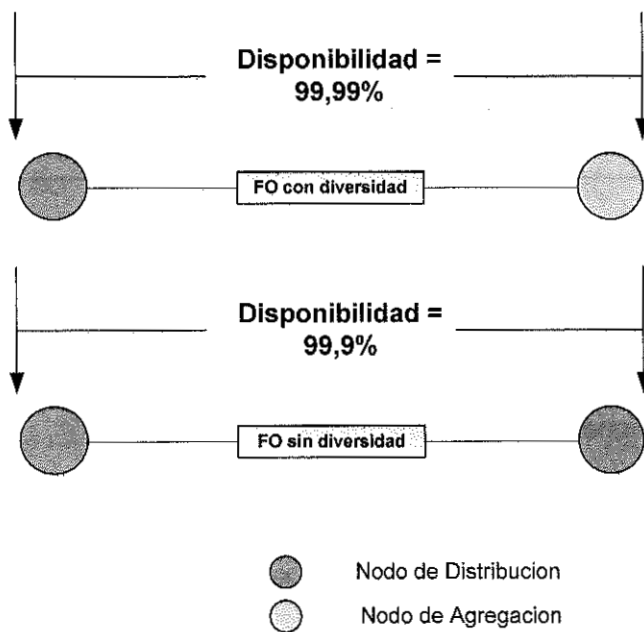 Disponibilidad =
99,99%
FO con diversidad
Disponibilidad =
99,9%
FO sin diversidad
Nodo de Distribucion
Nodo de Agregacion